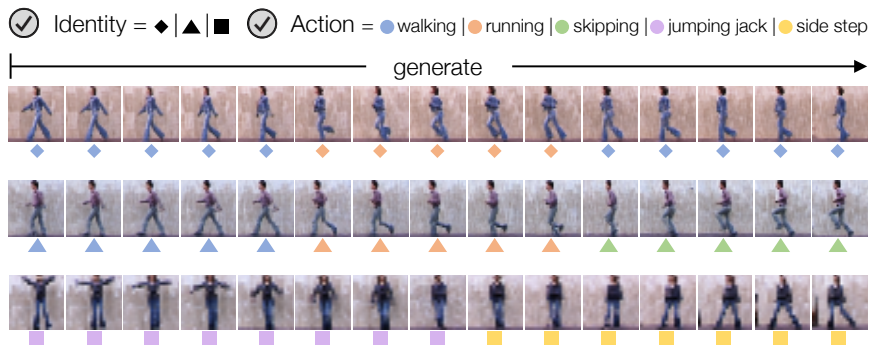 Identity = ◆ | ▲ | ■ Action = ● walking | ● running | ● skipping | ● jumping jack | ● side step
generate